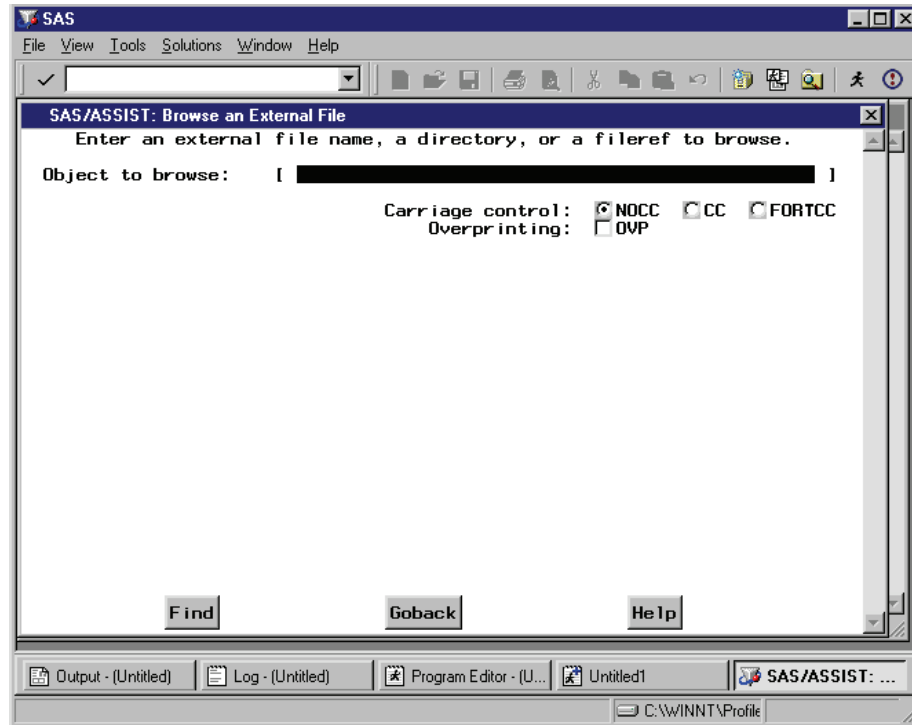 SAS
File View Tools Solutions Window Help
SAS/ASSIST: Browse an External File
Enter an external file name, a directory, or a fileref to browse.
Object to browse: [ ]
Carriage control: NOCC CC FORTCC
Overprinting: OVP
Find Goback Help
Output - (Untitled) Log - (Untitled) Program Editor - (U... Untitled1 SAS/ASSIST: ...
C:\WINNT\Profile